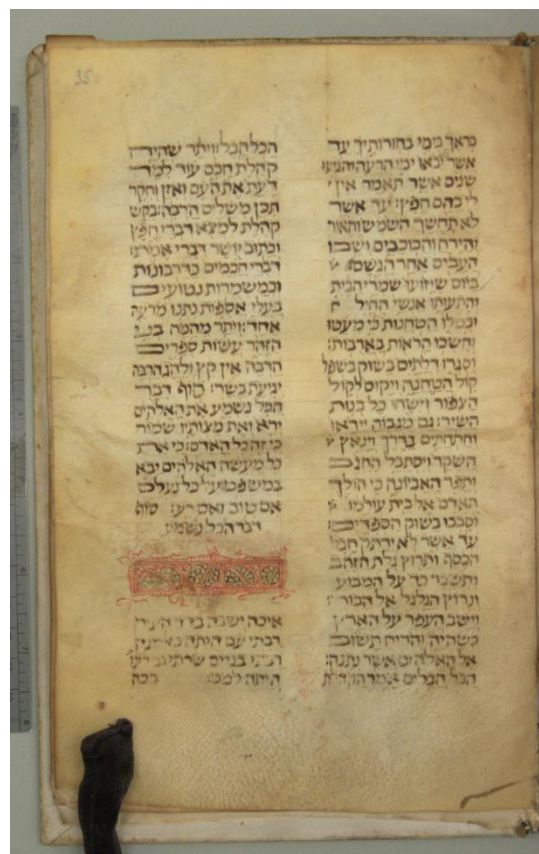 35
בראך בימי בחורותיך עד
אשר יבאו ימי הרעה והגיעו
שנים אשר תאמר אין
לי בהם חפץ: עד אשר
לא תחשך השמש והאור
והירח והכוכבים ושבו
העבים אחר הגשם:
ביום שיזועו שמרי הבית
והתעותו אנשי החיל
ובטלו הטחנות כי מעטו
וחשכו הראות בארבות:
וסגרו דלתים בשוק בשפל
קול הטחנה ויקום לקול
הצפור וישחו כל בנות
השיר: גם מגבה ייראו
וחתחתים בדרך וינאץ
השקד ויסתבל החגב
ותפר האביונה כי הולך
האדם אל בית עולמו
וסבבו בשוק הספדים:
עד אשר לא ירתק חבל
הכסף ותרוץ גלת הזהב
ותשבר כד על המבוע
ונרוץ הגלגל אל הבור:
וישב העפר על הארץ
כשהיה והרוח תשוב
אל האלהים אשר נתנה:
הבל הבלים אמר הקהלת
הכל הבל: ויתר שהיה
קהלת חכם עוד למד
דעת את העם ואזן וחקר
תקן משלים הרבה: בקש
קהלת למצא דברי חפץ
וכתוב יושר דברי אמת:
דברי חכמים כדרבונות
וכמשמרות נטועים
בעלי אספות נתנו מרעה
אחד: ויתר מהמה בני
הזהר עשות ספרים
הרבה אין קץ ולהג הרבה
יגיעת בשר: סוף דבר
הכל נשמע את האלהים
ירא ואת מצותיו שמור
כי זה כל האדם: כי את
כל מעשה האלהים יבא
במשפט על כל נעלם
אם טוב ואם רע: סוף
דבר הכל נשמע
איכה ישבה בדד העיר
רבתי עם היתה כאלמנה
רבתי בגוים שרתי במדינות
היתה למס: בכה